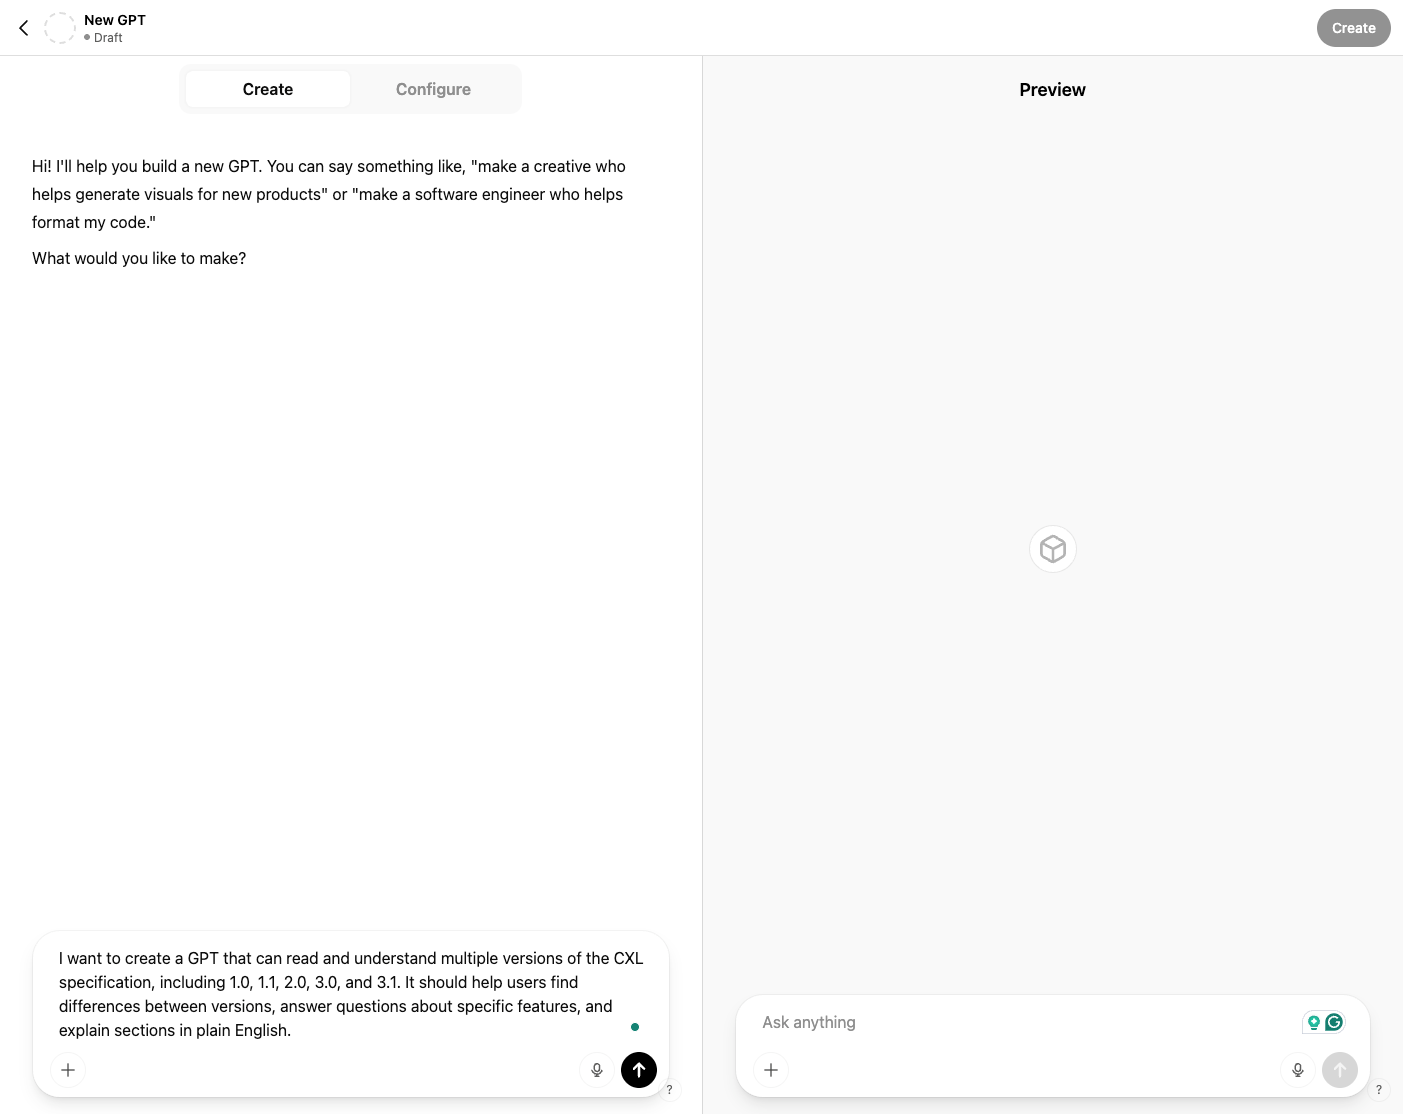 New GPT
Draft
Create
Create
Configure
Preview
Hi! I'll help you build a new GPT. You can say something like, "make a creative who
helps generate visuals for new products" or "make a software engineer who helps
format my code."
What would you like to make?
I want to create a GPT that can read and understand multiple versions of the CXL
specification, including 1.0, 1.1, 2.0, 3.0, and 3.1. It should help users find
differences between versions, answer questions about specific features, and
explain sections in plain English.
?
Ask anything
?